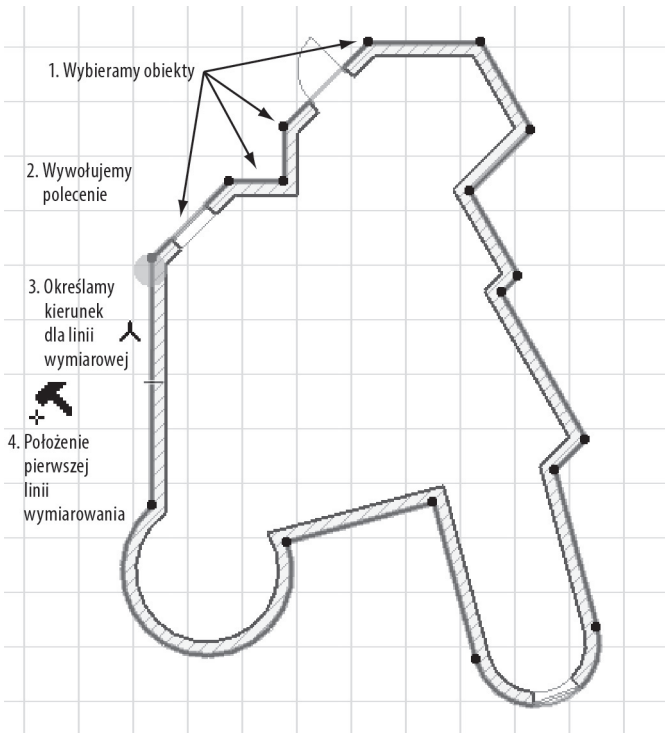 1. Wybieramy obiekty
2. Wywołujemy
polecenie
3. Określamy
kierunek
dla linii
wymiarowej
4. Położenie
pierwszej
linii
wymiarowania